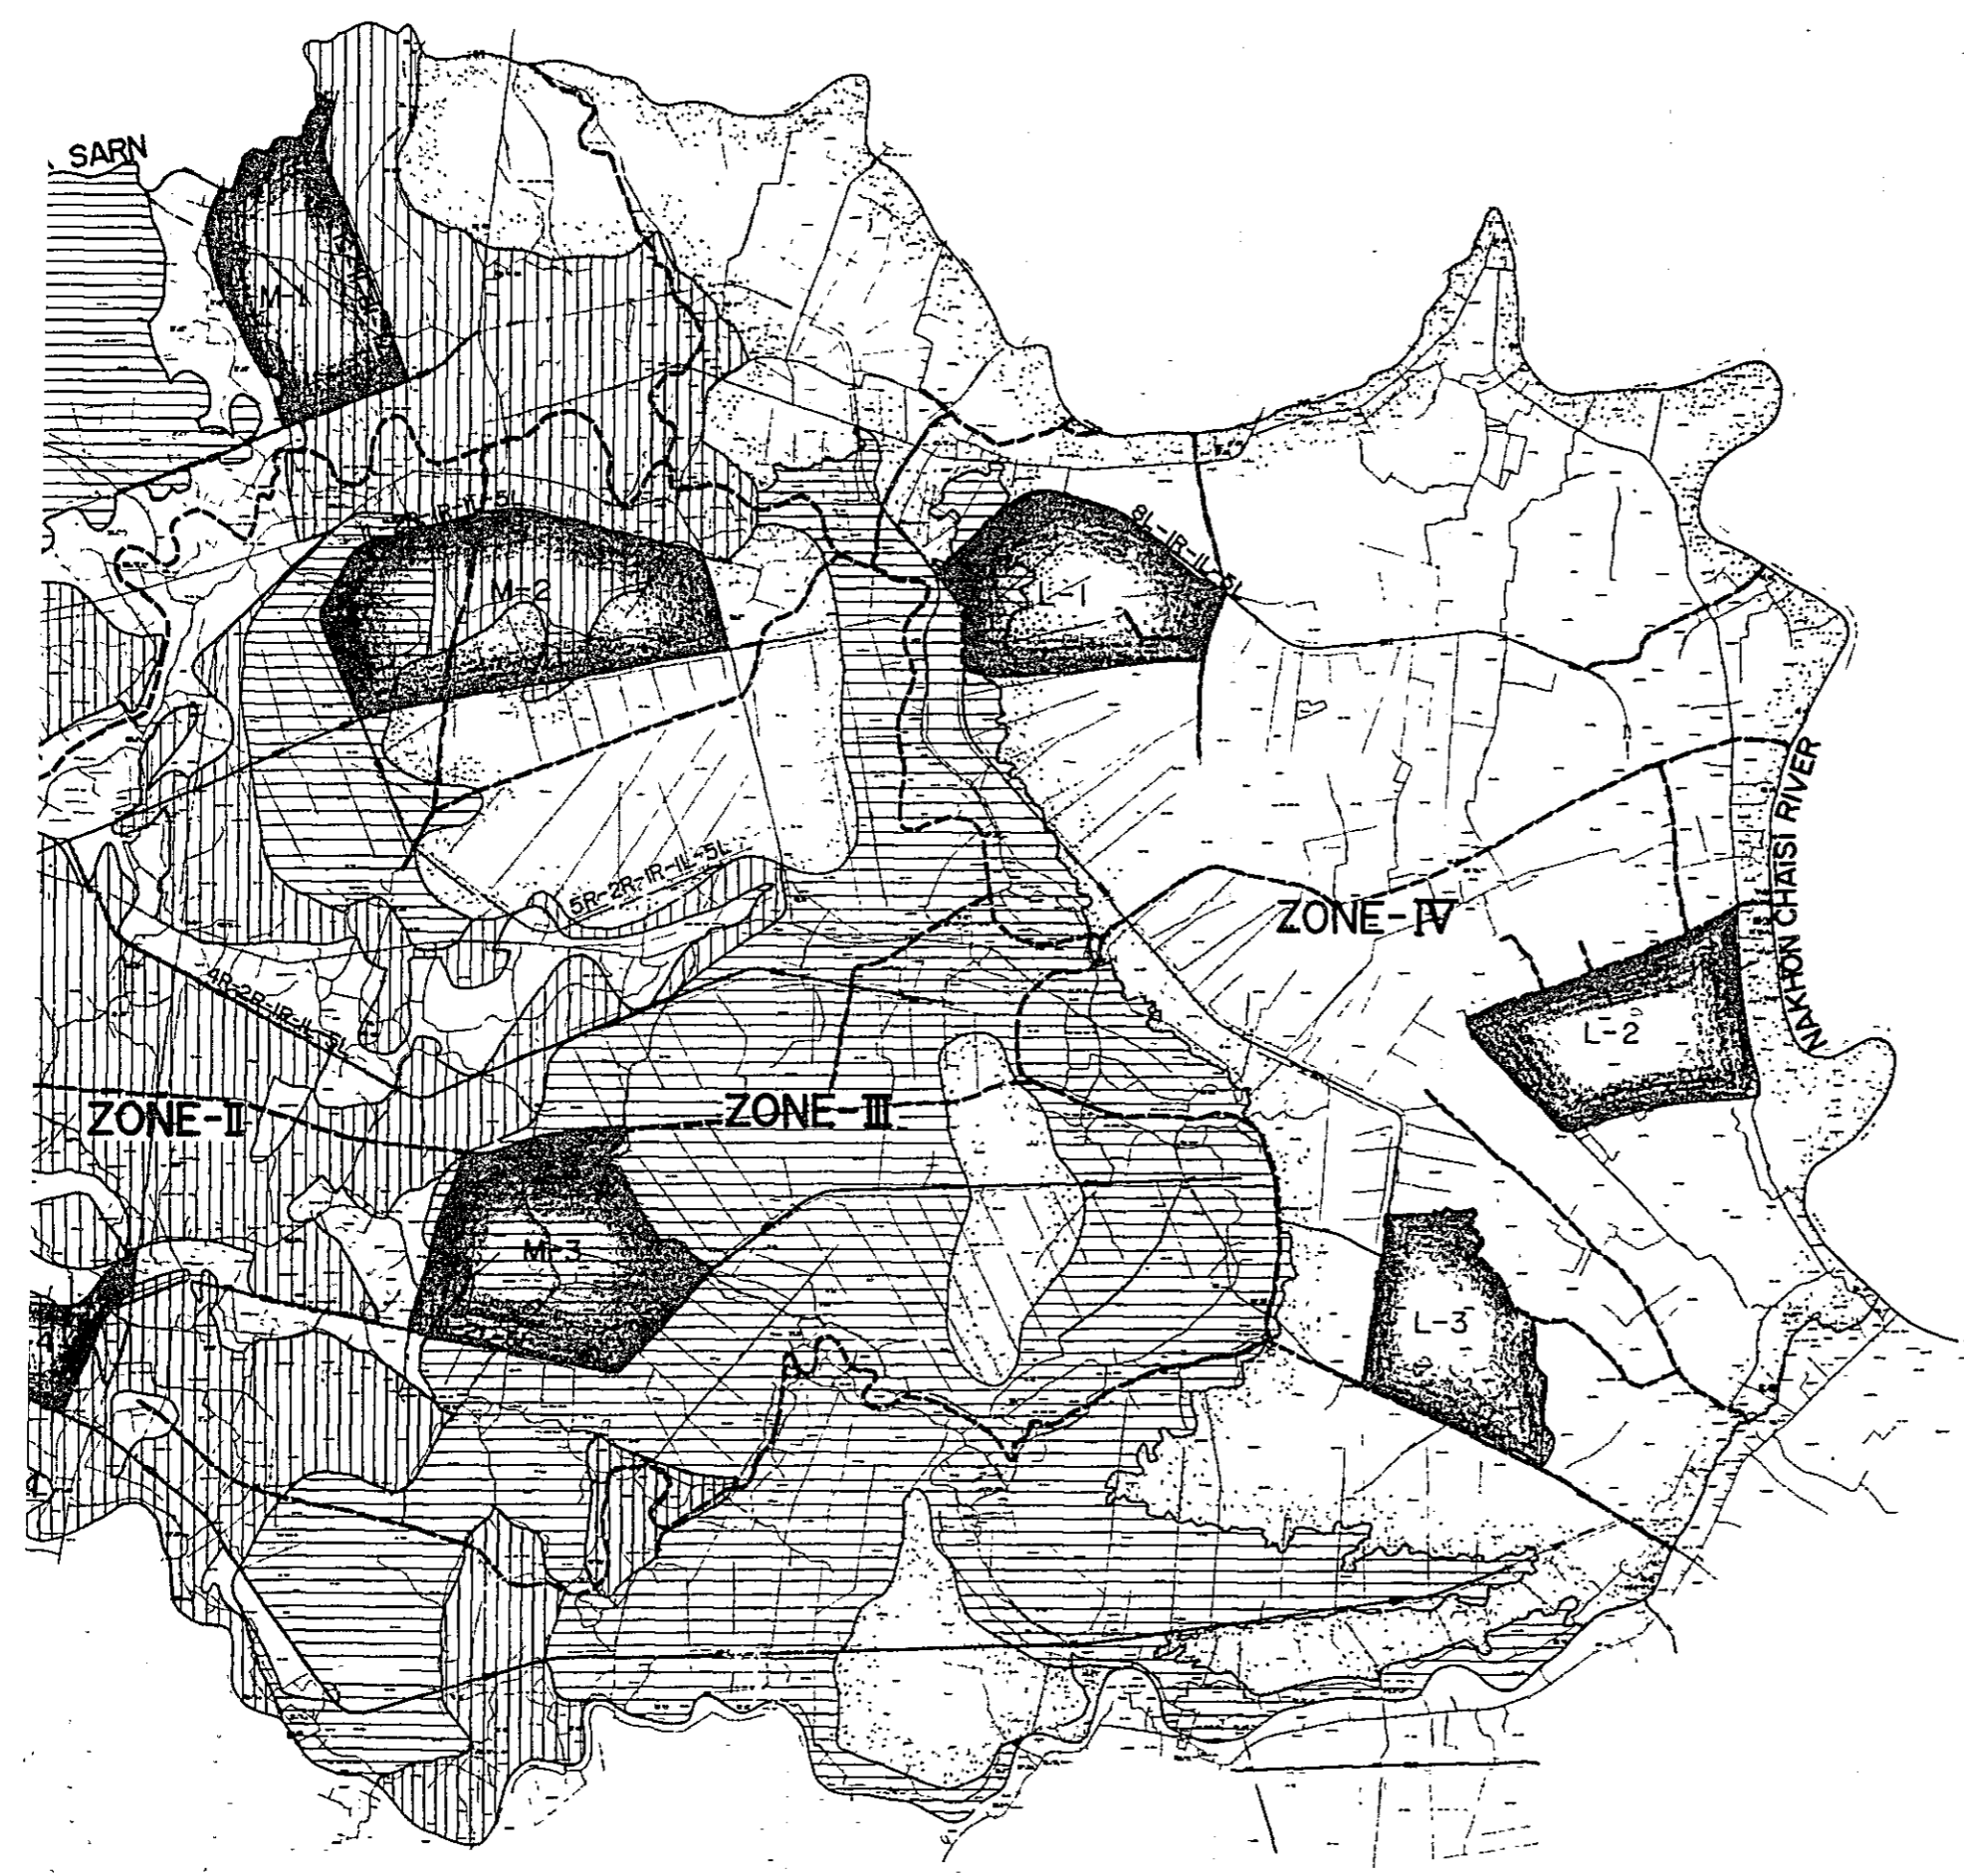 SARN
M-1
M-2
L-1
8L-1R-1L-5L
5R-2R-1R-1L-5L
4R-2R-1R-1L-5L
NAKHON CHAISI RIVER
ZONE-IV
L-2
ZONE-II
ZONE-III
M-3
L-3